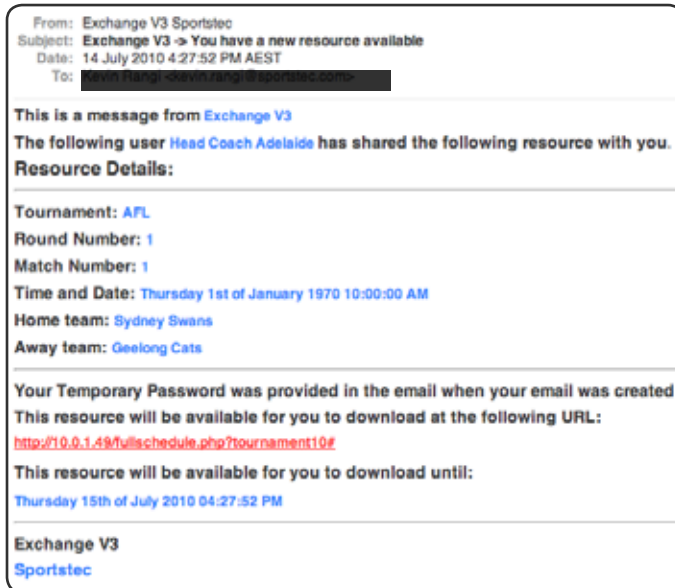 From: Exchange V3 Sportstec
Subject: Exchange V3 -> You have a new resource available
Date: 14 July 2010 4:27:52 PM AEST
To:
This is a message from Exchange V3
The following user Head Coach Adelaide has shared the following resource with you.
Resource Details:
Tournament: AFL
Round Number: 1
Match Number: 1
Time and Date: Thursday 1st of January 1970 10:00:00 AM
Home team: Sydney Swans
Away team: Geelong Cats
Your Temporary Password was provided in the email when your email was created
This resource will be available for you to download at the following URL:
http://10.0.1.49/fullschedule.php?tournament10#
This resource will be available for you to download until:
Thursday 15th of July 2010 04:27:52 PM
Exchange V3
Sportstec